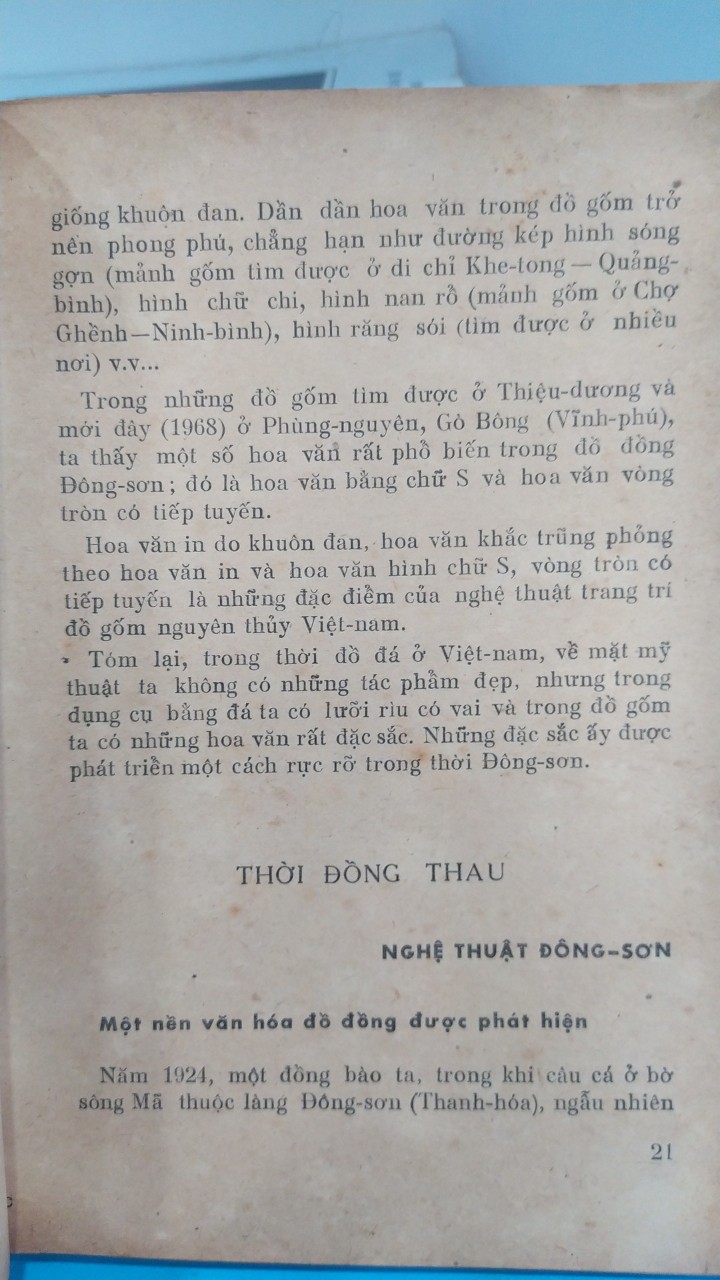 giống khuôn đan. Dần dần hoa văn trong đồ gốm trở
nên phong phú, chẳng hạn như đường kép hình sóng
gợn (mảnh gốm tìm được ở di chỉ Khe-tong — Quảng-
bình), hình chữ chi, hình nan rổ (mảnh gốm ở Chợ
Ghềnh—Ninh-bình), hình răng sói (tìm được ở nhiều
nơi) v.v...
Trong những đồ gốm tìm được ở Thiệu-dương và
mới đây (1968) ở Phùng-nguyên, Gò Bông (Vĩnh-phú),
ta thấy một số hoa văn rất phổ biến trong đồ đồng
Đông-sơn ; đó là hoa văn bằng chữ S và hoa văn vòng
tròn có tiếp tuyến.
Hoa văn in do khuôn đan, hoa văn khắc trũng phỏng
theo hoa văn in và hoa văn hình chữ S, vòng tròn có
tiếp tuyến là những đặc điểm của nghệ thuật trang trí
đồ gốm nguyên thủy Việt-nam.
Tóm lại, trong thời đồ đá ở Việt-nam, về mặt mỹ
thuật ta không có những tác phẩm đẹp, nhưng trong
dụng cụ bằng đá ta có lưỡi rìu có vai và trong đồ gốm
ta có những hoa văn rất đặc sắc. Những đặc sắc ấy được
phát triển một cách rực rỡ trong thời Đông-sơn.
THỜI ĐỒNG THAU
NGHỆ THUẬT ĐÔNG-SƠN
Một nền văn hóa đồ đồng được phát hiện
Năm 1924, một đồng bào ta, trong khi câu cá ở bờ
sông Mã thuộc làng Đông-sơn (Thanh-hóa), ngẫu nhiên
21